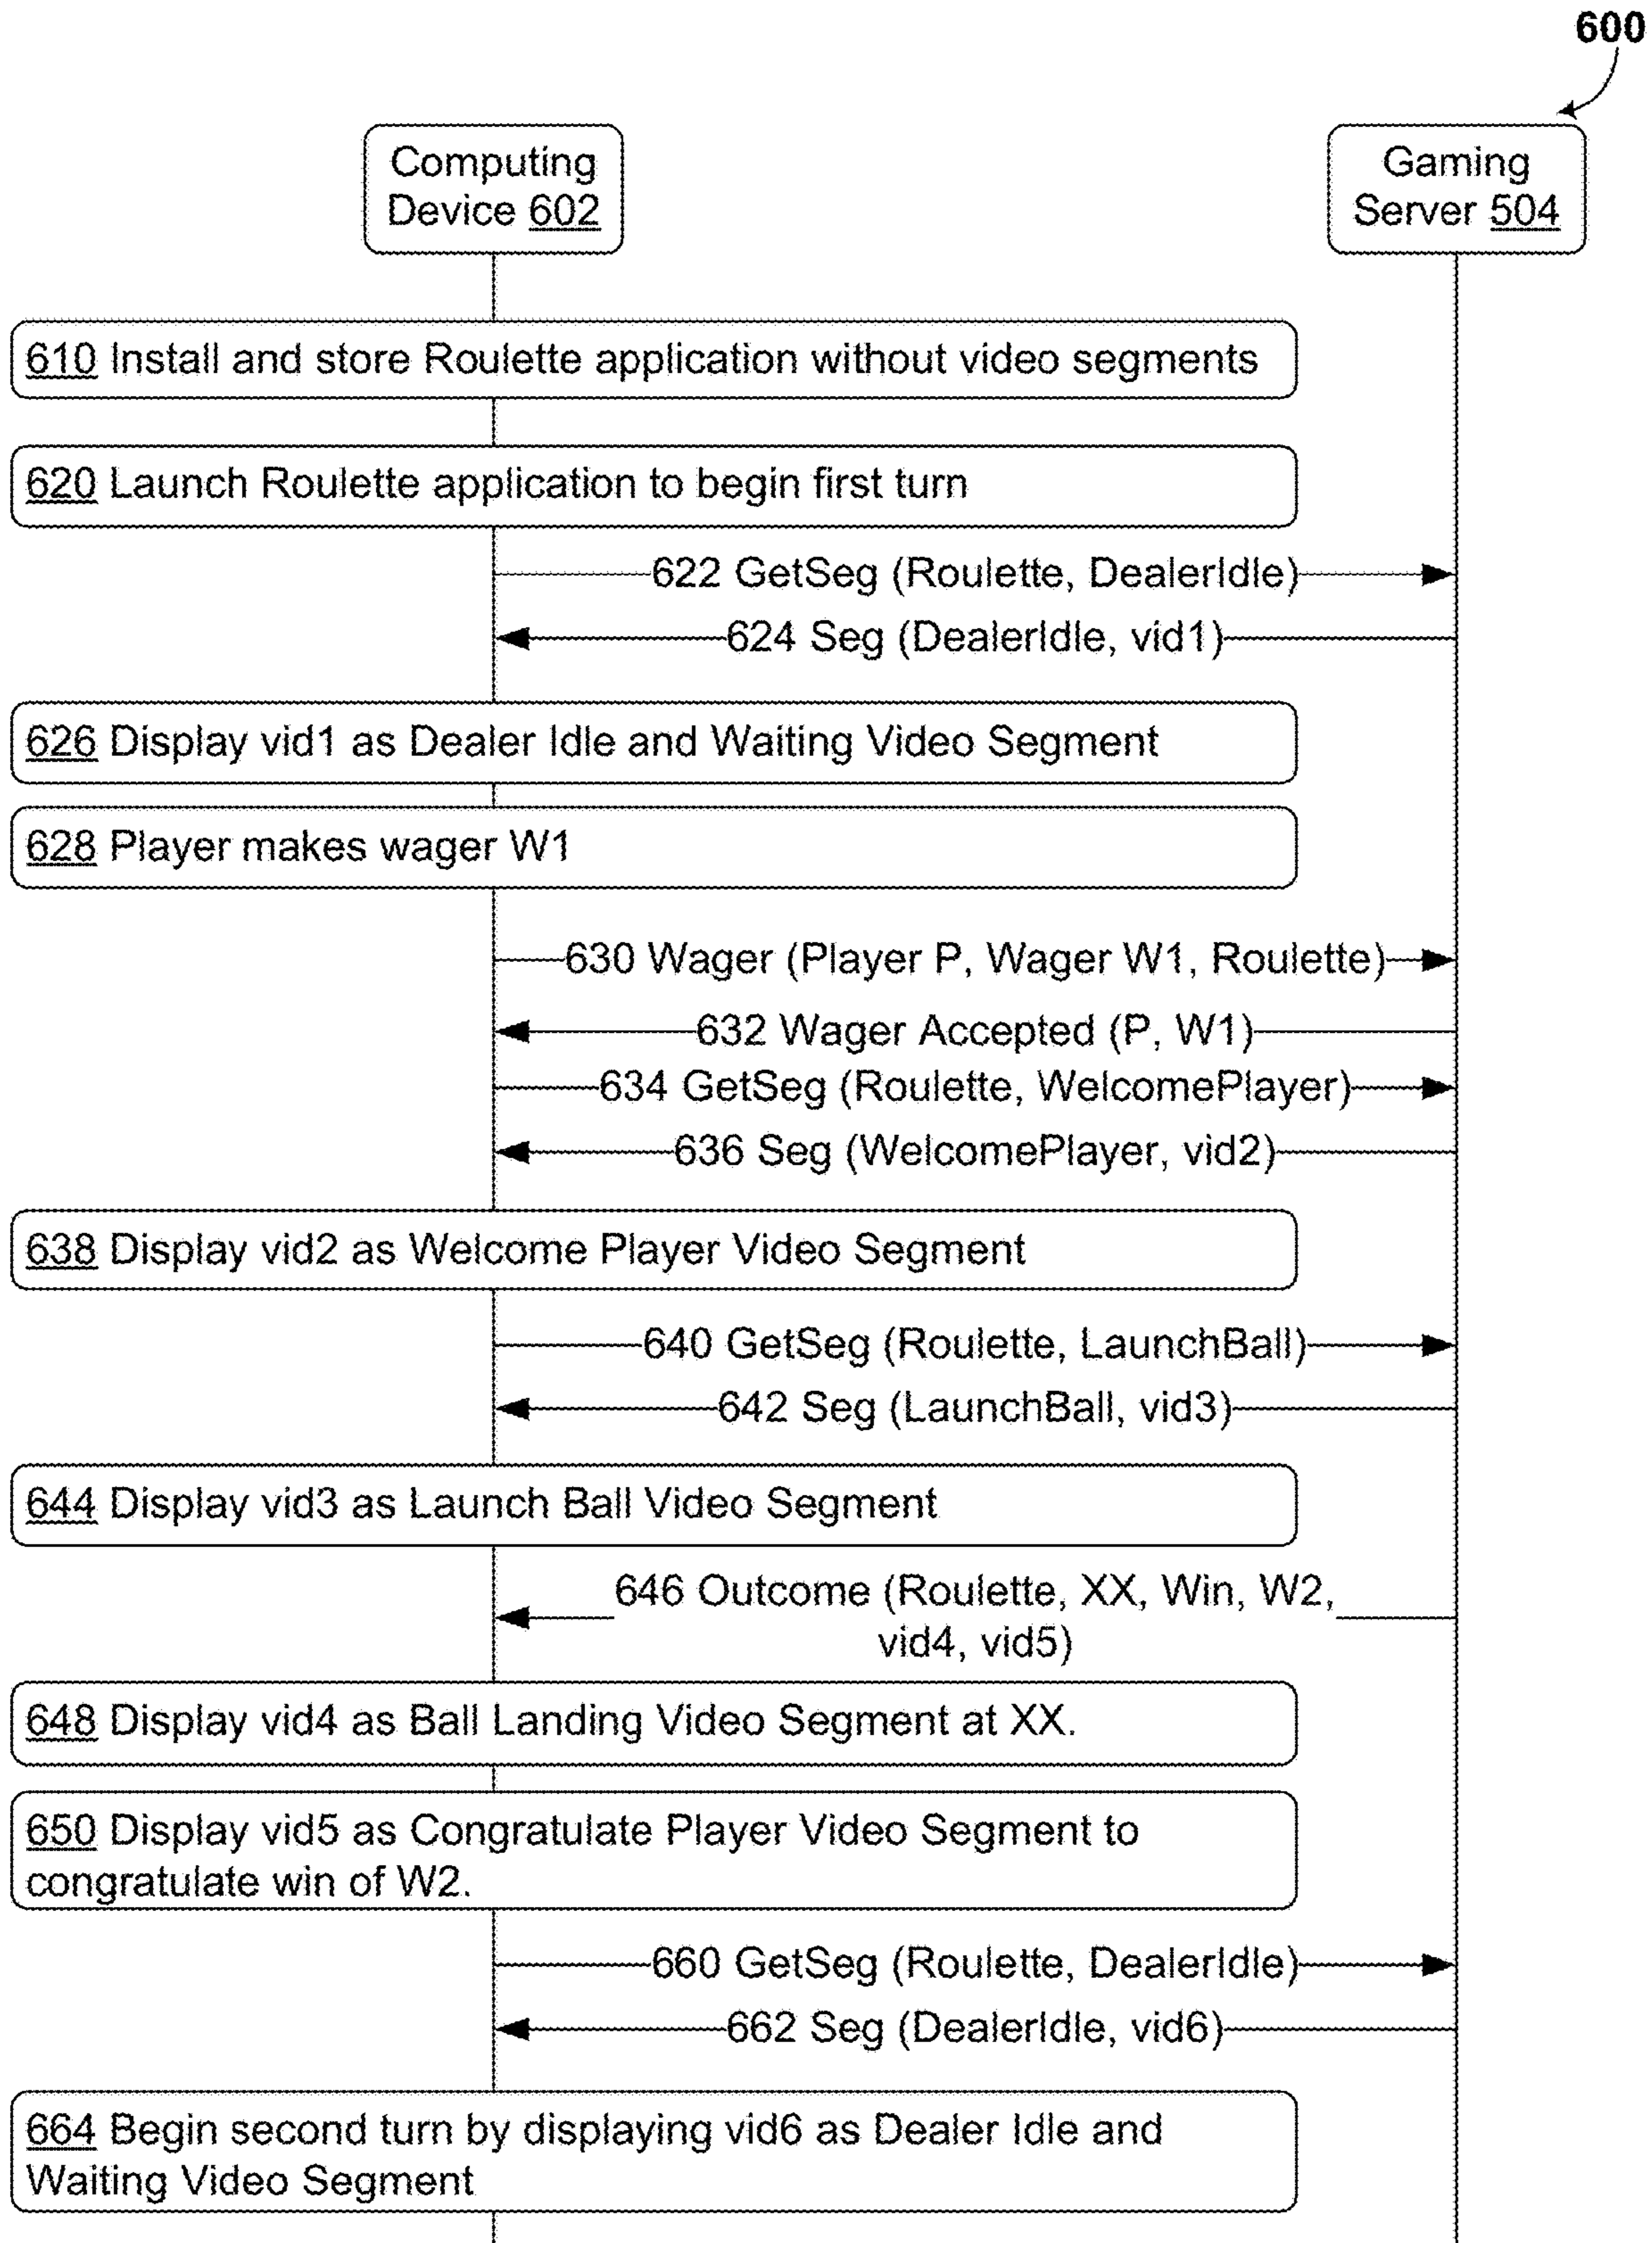 600
Computing
Device 602
Gaming
Server 504
610 Install and store Roulette application without video segments
620 Launch Roulette application to begin first turn
622 GetSeg (Roulette, DealerIdle)
624 Seg (DealerIdle, vid1)
626 Display vid1 as Dealer Idle and Waiting Video Segment
628 Player makes wager W1
630 Wager (Player P, Wager W1, Roulette)
632 Wager Accepted (P, W1)
634 GetSeg (Roulette, WelcomePlayer)
636 Seg (WelcomePlayer, vid2)
638 Display vid2 as Welcome Player Video Segment
640 GetSeg (Roulette, LaunchBall)
642 Seg (LaunchBall, vid3)
644 Display vid3 as Launch Ball Video Segment
646 Outcome (Roulette, XX, Win, W2,
vid4, vid5)
648 Display vid4 as Ball Landing Video Segment at XX.
650 Display vid5 as Congratulate Player Video Segment to
congratulate win of W2.
660 GetSeg (Roulette, DealerIdle)
662 Seg (DealerIdle, vid6)
664 Begin second turn by displaying vid6 as Dealer Idle and
Waiting Video Segment